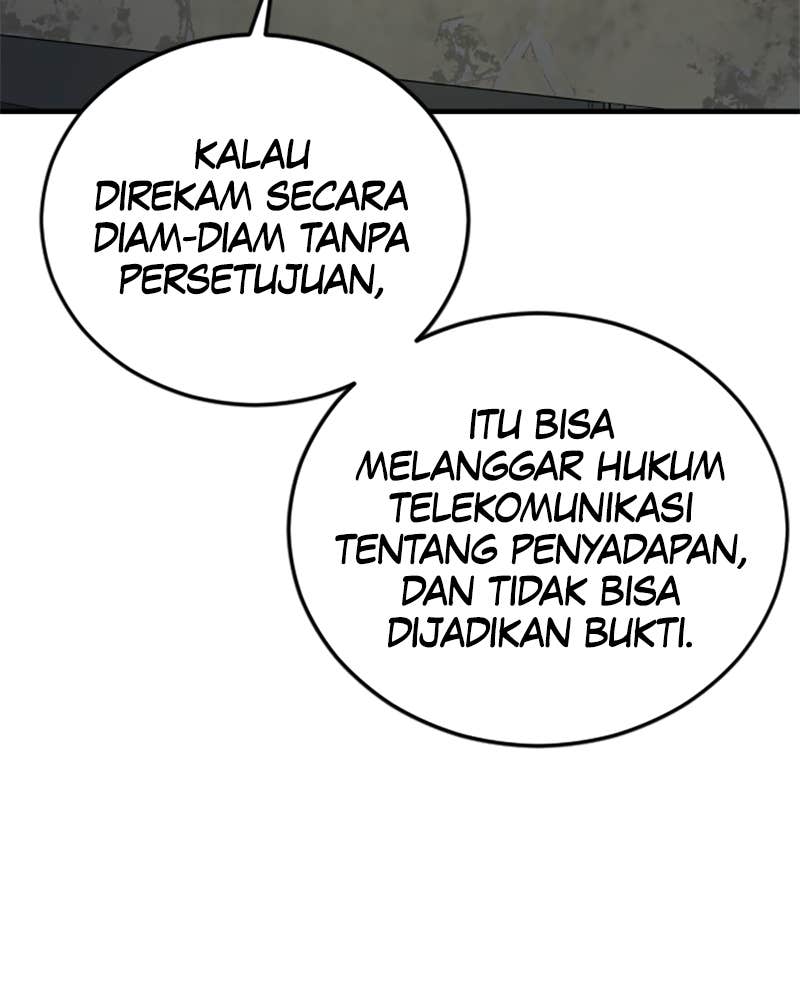 KALAU
DIREKAM SECARA
DIAM-DIAM TANPA
PERSETUJUAN,
ITU BISA
MELANGGAR HUKUM
TELEKOMUNIKASI
TENTANG PENYADAPAN,
DAN TIDAK BISA
DIJADIKAN BUKTI.